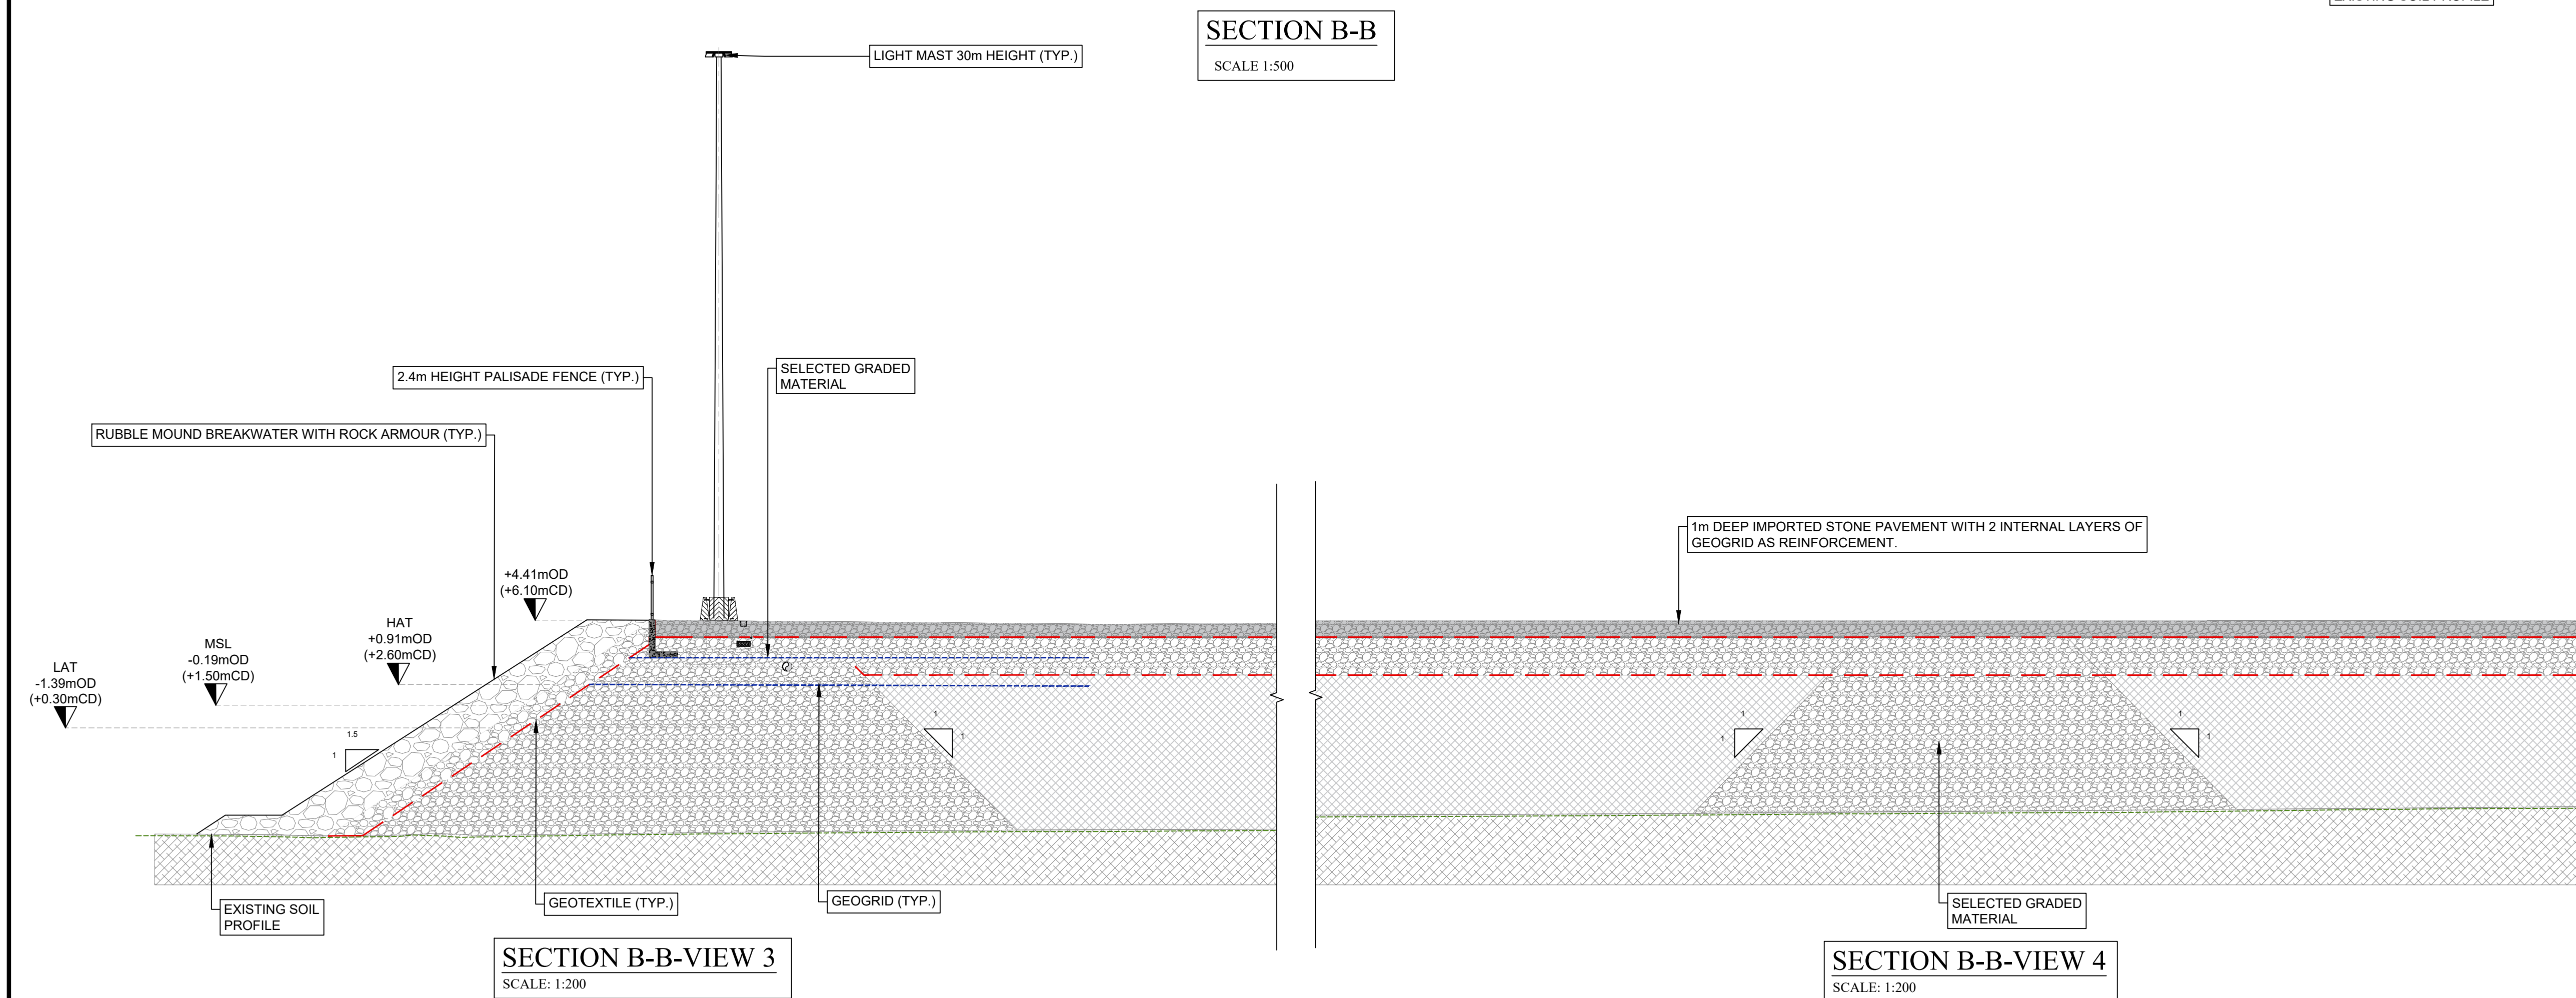 SECTION B-B
SCALE 1:500
LIGHT MAST 30m HEIGHT (TYP.)
2.4m HEIGHT PALISADE FENCE (TYP.)
SELECTED GRADED
MATERIAL
RUBBLE MOUND BREAKWATER WITH ROCK ARMOUR (TYP.)
1m DEEP IMPORTED STONE PAVEMENT WITH 2 INTERNAL LAYERS OF
GEOGRID AS REINFORCEMENT.
+4.41mOD
(+6.10mCD)
HAT
+0.91mOD
(+2.60mCD)
MSL
-0.19mOD
(+1.50mCD)
LAT
-1.39mOD
(+0.30mCD)
1.5
1
1
1
1
1
1
1
EXISTING SOIL
PROFILE
GEOTEXTILE (TYP.)
GEOGRID (TYP.)
SELECTED GRADED
MATERIAL
SECTION B-B-VIEW 3
SCALE: 1:200
SECTION B-B-VIEW 4
SCALE: 1:200